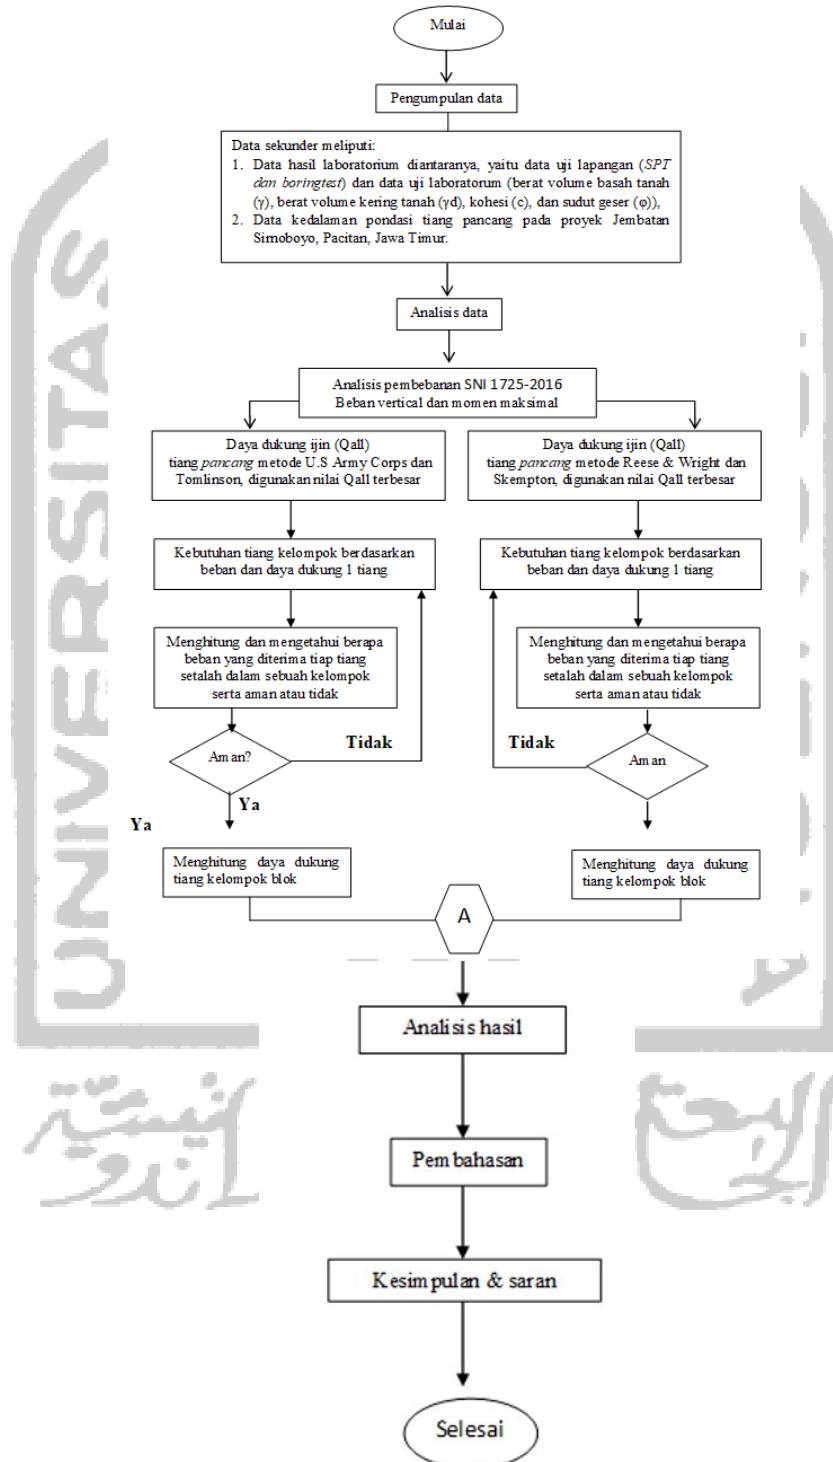 Mulai
Pengumpulan data
Data sekunder meliputi:
1. Data hasil laboratorium diantaranya, yaitu data uji lapangan (SPT
dan boringtest) dan data uji laboratorum (berat volume basah tanah
(γ), berat volume kering tanah (γd), kohesi (c), dan sudut geser (φ)),
2. Data kedalaman pondasi tiang pancang pada proyek Jembatan
Sirnoboyo, Pacitan, Jawa Timur.
Analisis data
Analisis pembebanan SNI 1725-2016
Beban vertical dan momen maksimal
Daya dukung ijin (Qall)
tiang pancang metode U.S Army Corps dan
Tomlinson, digunakan nilai Qall terbesar
Daya dukung ijin (Qall)
tiang pancang metode Reese & Wright dan
Skempton, digunakan nilai Qall terbesar
Kebutuhan tiang kelompok berdasarkan
beban dan daya dukung 1 tiang
Kebutuhan tiang kelompok berdasarkan
beban dan daya dukung 1 tiang
Menghitung dan mengetahui berapa
beban yang diterima tiap tiang
setalah dalam sebuah kelompok
serta aman atau tidak
Menghitung dan mengetahui berapa
beban yang diterima tiap tiang
setalah dalam sebuah kelompok
serta aman atau tidak
Aman?
Tidak
Tidak
Aman
Ya
Ya
Menghitung daya dukung
tiang kelompok blok
Menghitung daya dukung
tiang kelompok blok
A
Analisis hasil
Pembahasan
Kesimpulan & saran
Selesai
UNIVERSITAS